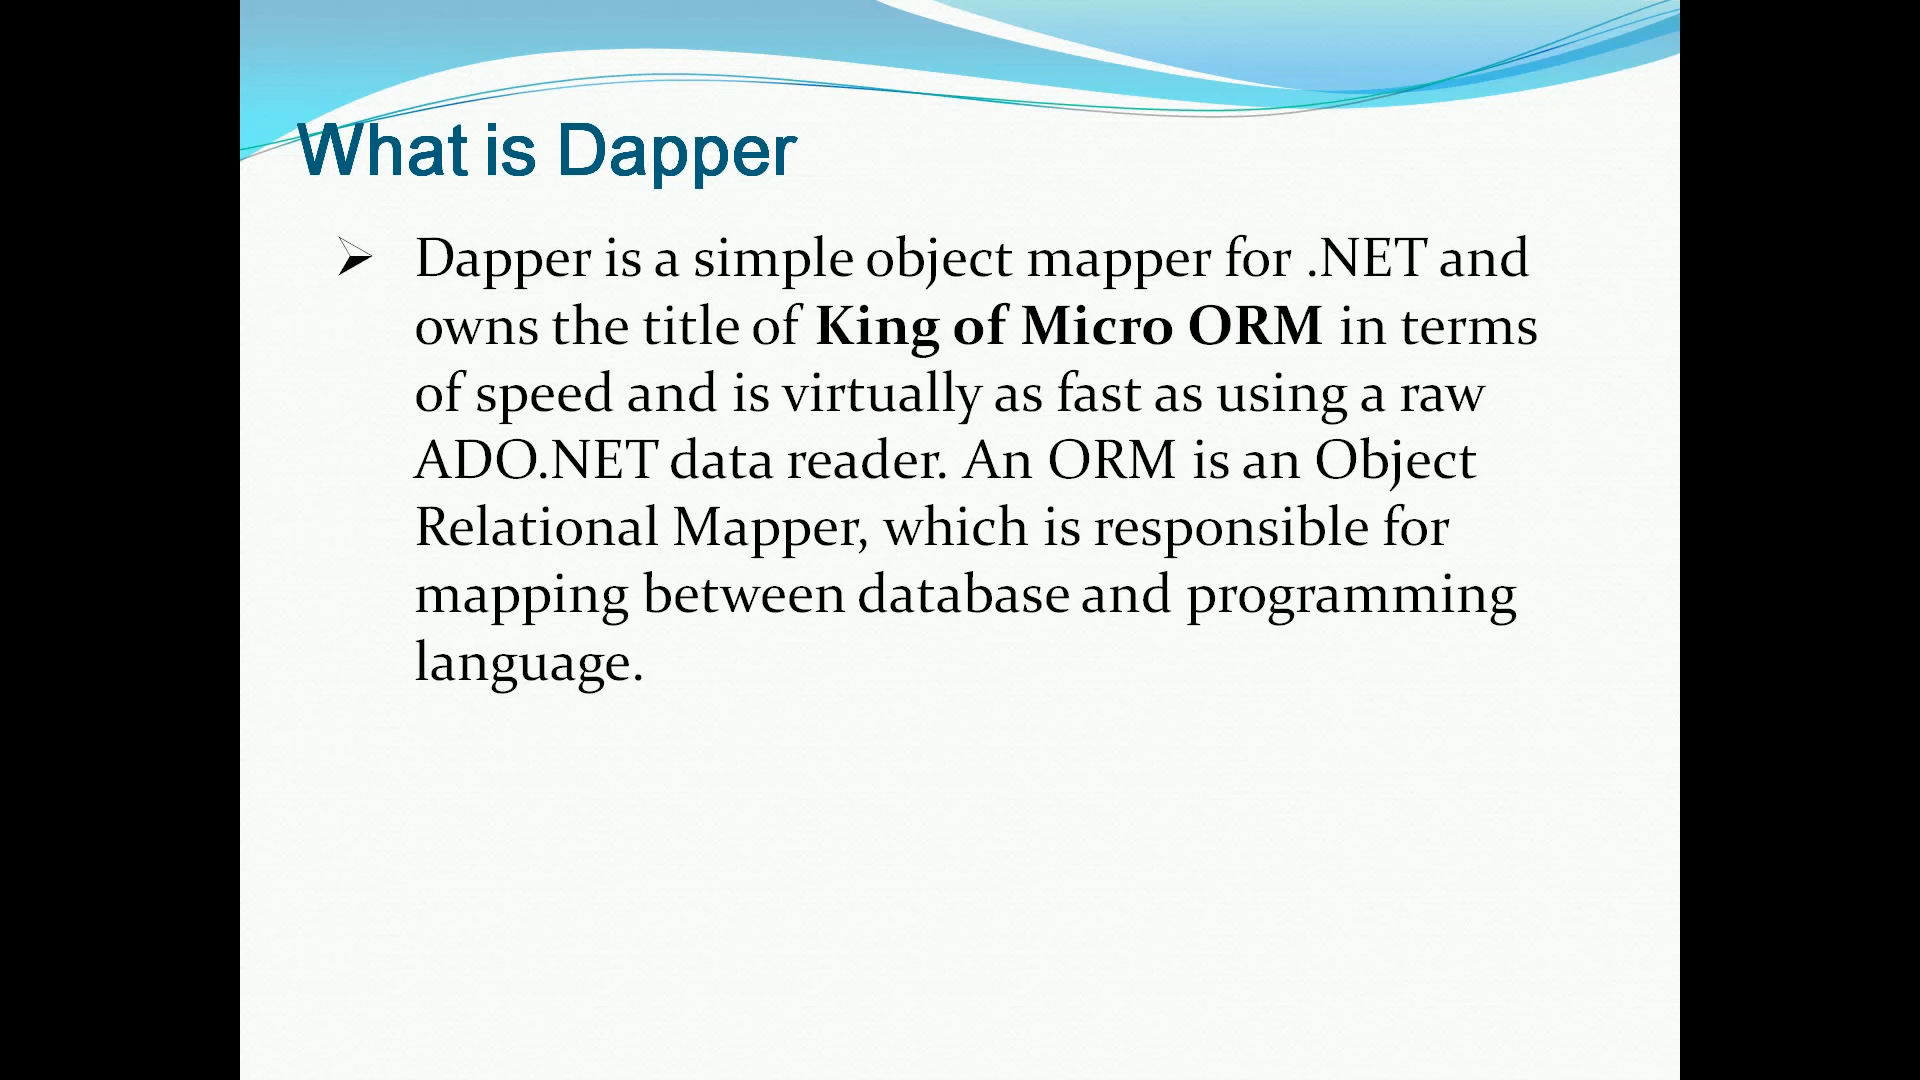 What is Dapper
Dapper is a simple object mapper for .NET and
owns the title of King of Micro ORM in terms
of speed and is virtually as fast as using a raw
ADO.NET data reader. An ORM is an Object
Relational Mapper, which is responsible for
mapping between database and programming
language.